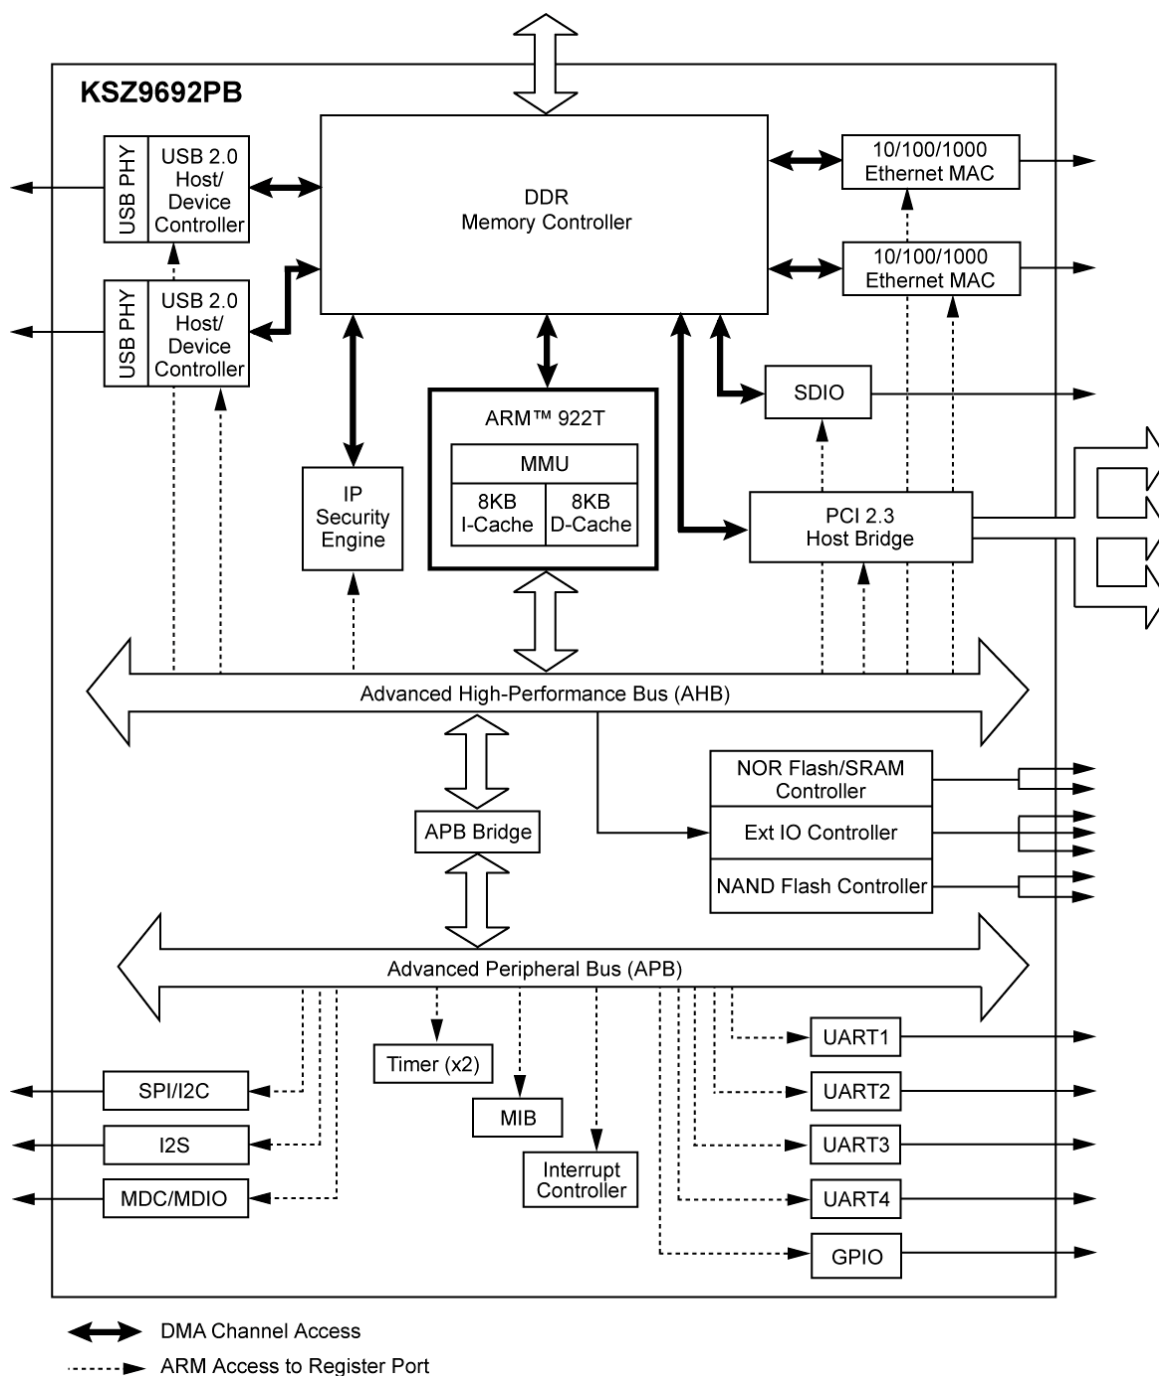 KSZ9692PB
USB PHY
USB 2.0
Host/
Device
Controller
DDR
Memory Controller
10/100/1000
Ethernet MAC
10/100/1000
Ethernet MAC
USB PHY
USB 2.0
Host/
Device
Controller
SDIO
ARM™ 922T
MMU
8KB
I-Cache
8KB
D-Cache
IP
Security
Engine
PCI 2.3
Host Bridge
Advanced High-Performance Bus (AHB)
NOR Flash/SRAM
Controller
APB Bridge
Ext IO Controller
NAND Flash Controller
Advanced Peripheral Bus (APB)
UART1
Timer (x2)
SPI/I2C
UART2
MIB
I2S
UART3
Interrupt
Controller
MDC/MDIO
UART4
GPIO
DMA Channel Access
ARM Access to Register Port